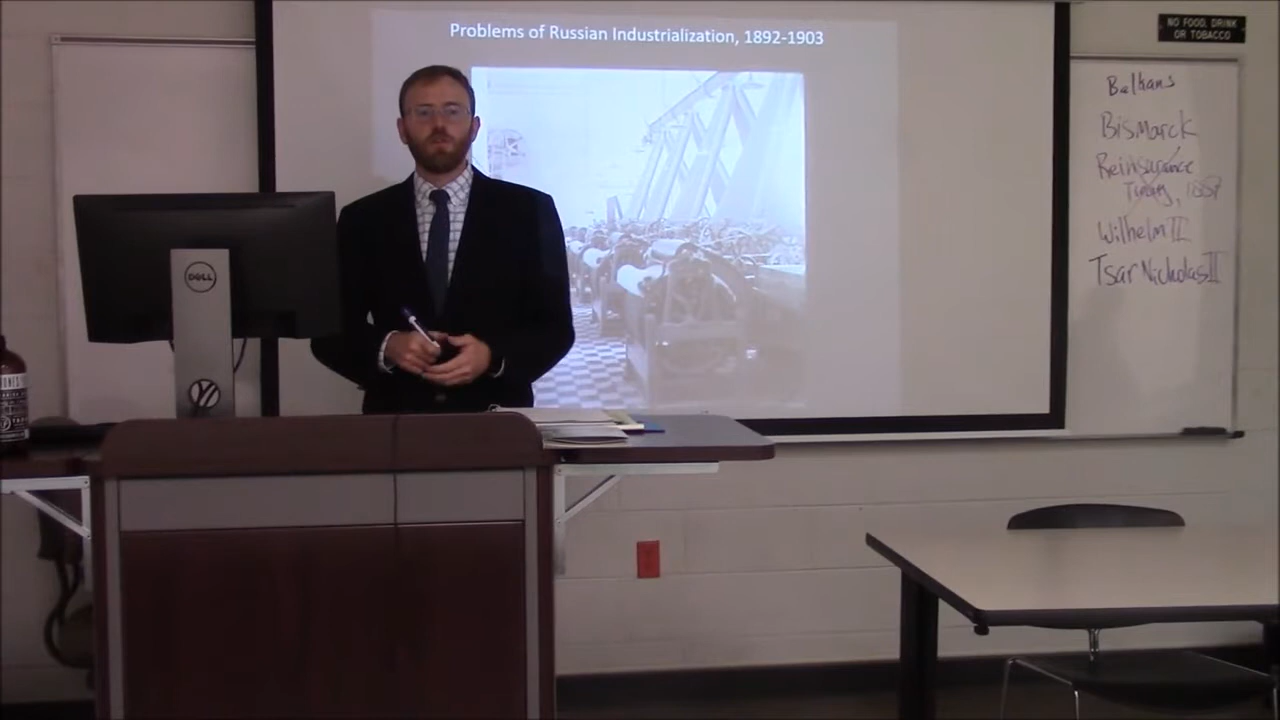 Problems of Russian Industrialization, 1892-1903
NO FOOD, DRINK
OR TOBACCO
Balkans
Bismarck
Reinsurance
Treaty, 1887
Wilhelm II
Tsar Nicholas II
DELL